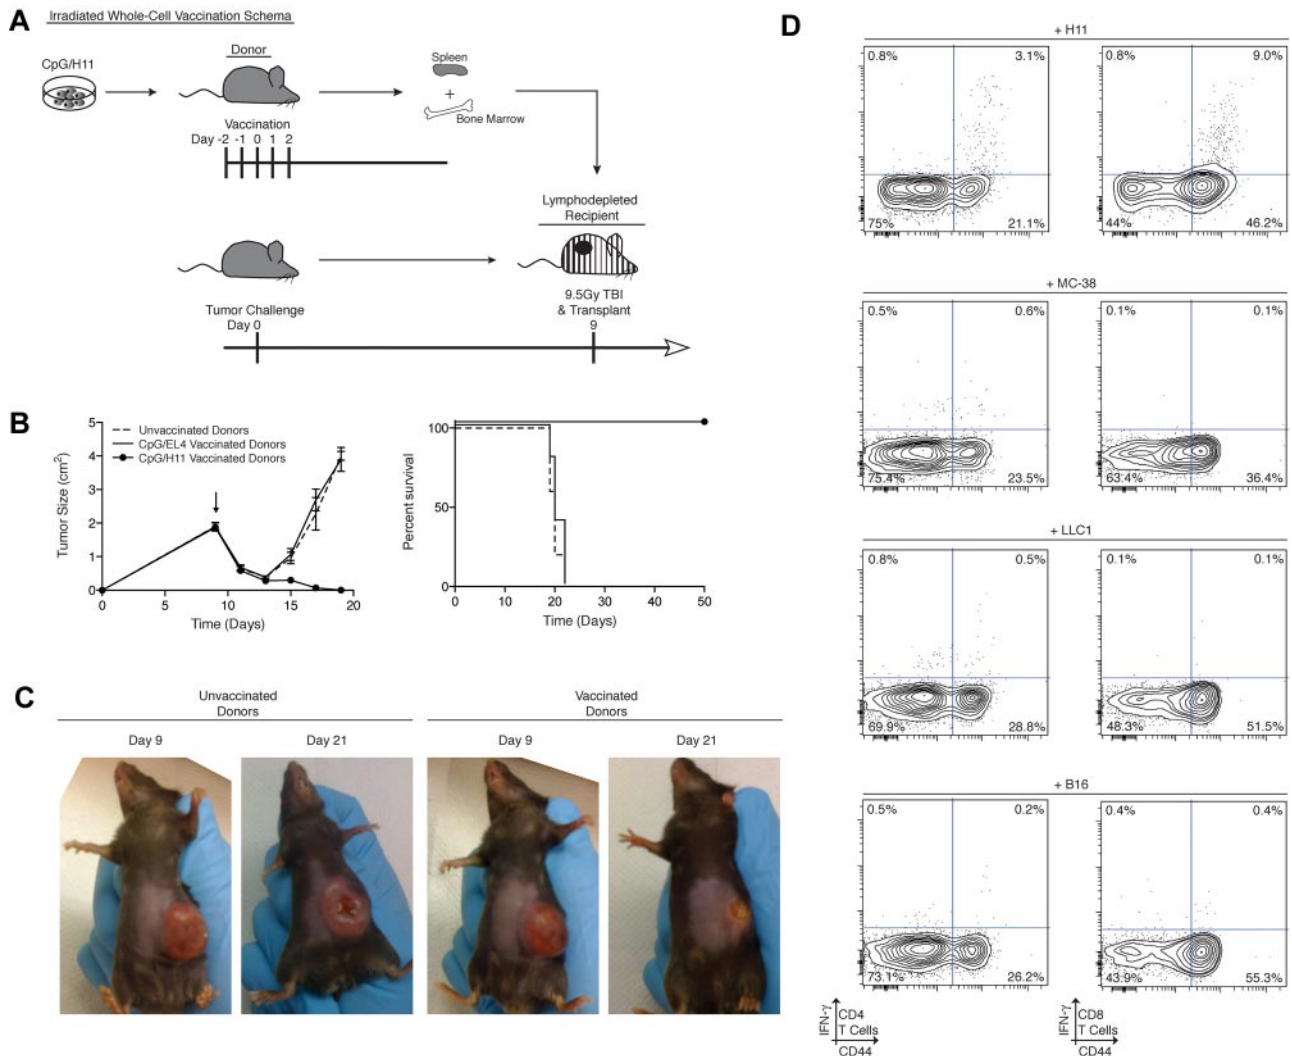 A
Irradiated Whole-Cell Vaccination Schema
CpG/H11
Donor
Spleen
+
Bone Marrow
Vaccination
Day -2 -1 0 1 2
Lymphodepleted
Recipient
Tumor Challenge
Day 0
9.5Gy TBI
& Transplant
9
B
Unvaccinated Donors
CpG/EL4 Vaccinated Donors
CpG/H11 Vaccinated Donors
Tumor Size (cm2)
5
4
3
2
1
0
0 5 10 15 20
Time (Days)
Percent survival
100
50
0
0 10 20 30 40 50
Time (Days)
C
Unvaccinated
Donors
Vaccinated
Donors
Day 9
Day 21
Day 9
Day 21
D
+ H11
0.8% 3.1%
75% 21.1%
0.8% 9.0%
44% 46.2%
+ MC-38
0.5% 0.6%
75.4% 23.5%
0.1% 0.1%
63.4% 36.4%
+ LLC1
0.8% 0.5%
69.9% 28.8%
0.1% 0.1%
48.3% 51.5%
+ B16
0.5% 0.2%
73.1% 26.2%
0.4% 0.4%
43.9% 55.3%
IFN-γ
CD4
T Cells
CD44
IFN-γ
CD8
T Cells
CD44